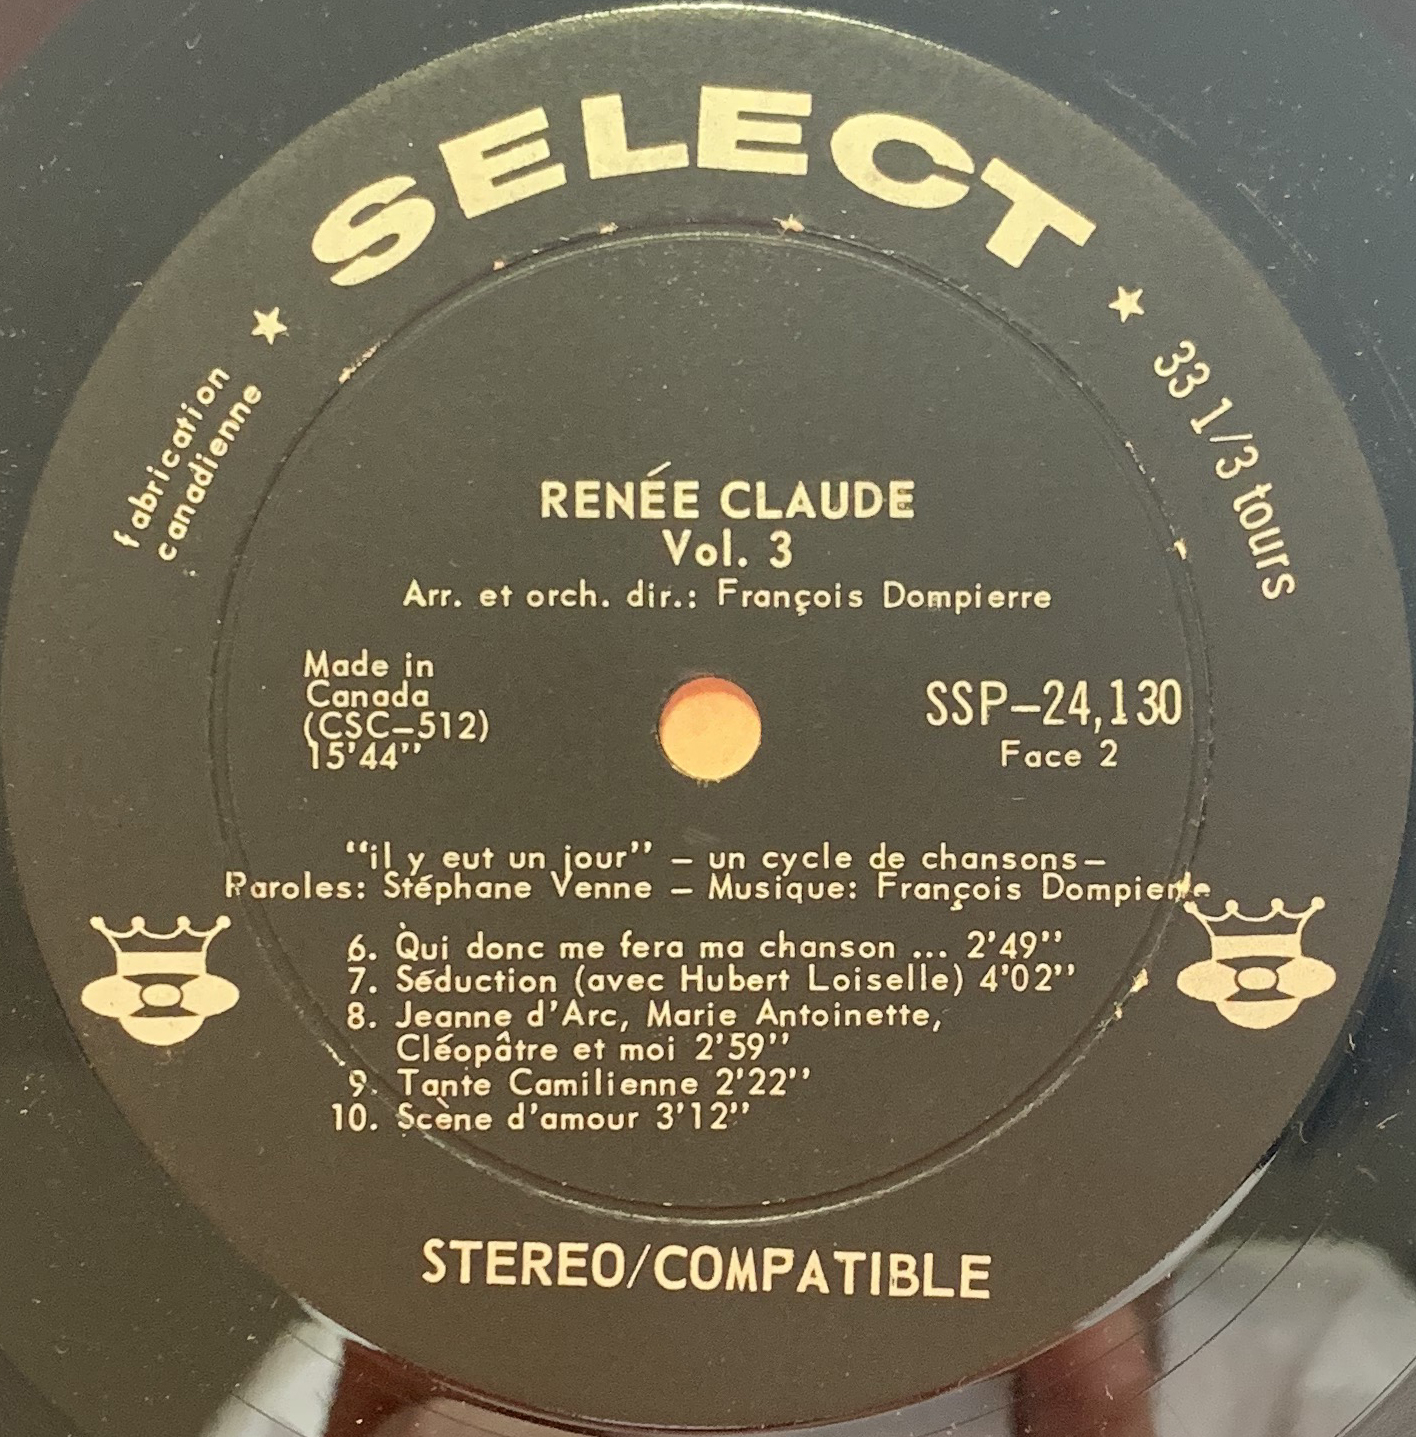 SELECT
fabrication
canadienne
33 1/3 tours
RENÉE CLAUDE
Vol. 3
Arr. et orch. dir.: François Dompierre
Made in
Canada
(CSC-512)
15'44''
SSP-24,130
Face 2
“il y eut un jour” – un cycle de chansons–
Paroles: Stéphane Venne – Musique: François Dompierre
6. Qui donc me fera ma chanson ... 2'49''
7. Séduction (avec Hubert Loiselle) 4'02''
8. Jeanne d'Arc, Marie Antoinette,
Cléopâtre et moi 2'59''
9. Tante Camilienne 2'22''
10. Scène d'amour 3'12''
STEREO/COMPATIBLE